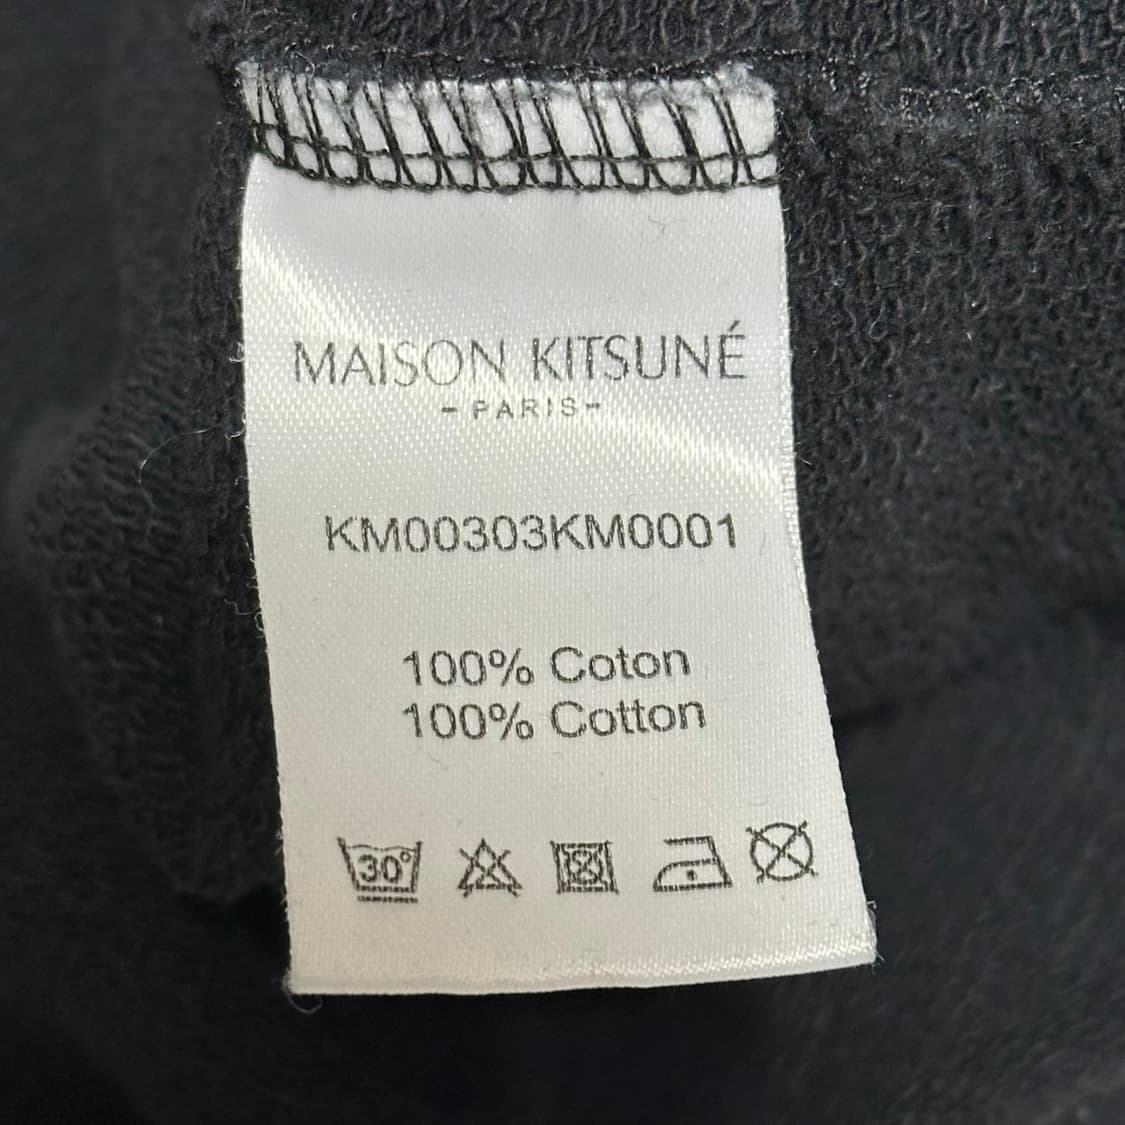 MAISON KITSUNÉ
- PARIS -
KM00303KM0001
100% Coton
100% Cotton
30°